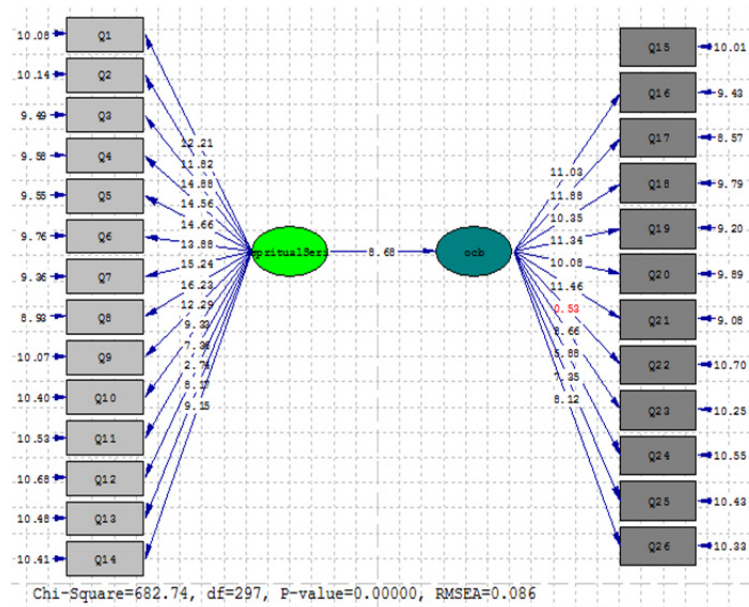 10.08 Q1
10.14 Q2
9.49 Q3
9.58 Q4
9.55 Q5
9.76 Q6
9.36 Q7
8.93 Q8
10.07 Q9
10.40 Q10
10.53 Q11
10.68 Q12
10.48 Q13
10.41 Q14
12.21
11.82
14.88
14.56
14.66
13.88
15.24
16.23
12.29
9.33
2.74
8.17
9.15
8.68
ocb
11.03
11.88
10.35
11.34
10.08
11.46
0.53
5.88
7.35
8.12
Q15 10.01
Q16 9.43
Q17 8.57
Q18 9.79
Q19 9.20
Q20 9.89
Q21 9.08
Q22 10.70
Q23 10.25
Q24 10.55
Q25 10.43
Q26 10.33
Chi-Square=682.74, df=297, P-value=0.00000, RMSEA=0.086